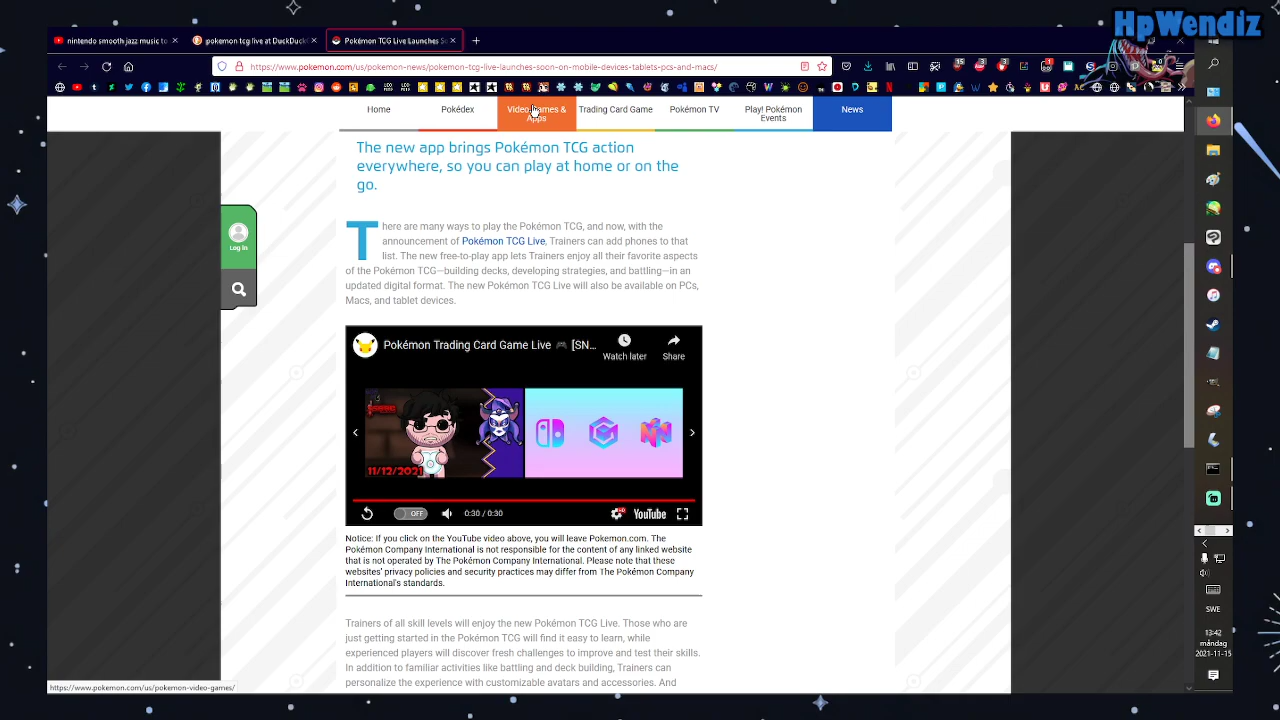 HpWendiz
nintendo smooth jazz music to
pokemon tcg live at DuckDuck
Pokémon TCG Live Launches S
https://www.pokemon.com/us/pokemon-news/pokemon-tcg-live-launches-soon-on-mobile-devices-tablets-pcs-and-macs/
Home
Pokédex
Video Games &
Apps
Trading Card Game
Pokémon TV
Play! Pokémon
Events
News
The new app brings Pokémon TCG action
everywhere, so you can play at home or on the
go.
There are many ways to play the Pokémon TCG, and now, with the
announcement of Pokémon TCG Live, Trainers can add phones to that
list. The new free-to-play app lets Trainers enjoy all their favorite aspects
of the Pokémon TCG—building decks, developing strategies, and battling—in an
updated digital format. The new Pokémon TCG Live will also be available on PCs,
Macs, and tablet devices.
Log In
Pokémon Trading Card Game Live 🎮 [SN...
Watch later
Share
11/12/2021
OFF
0:30 / 0:30
HD
YouTube
Notice: If you click on the YouTube video above, you will leave Pokemon.com. The
Pokémon Company International is not responsible for the content of any linked website
that is not operated by The Pokémon Company International. Please note that these
websites' privacy policies and security practices may differ from The Pokémon Company
International's standards.
Trainers of all skill levels will enjoy the new Pokémon TCG Live. Those who are
just getting started in the Pokémon TCG will find it easy to learn, while
experienced players will discover fresh challenges to improve and test their skills.
In addition to familiar activities like battling and deck building, Trainers can
personalize the experience with customizable avatars and accessories. And
https://www.pokemon.com/us/pokemon-video-games/
SWE
13:42
måndag
2021-11-15